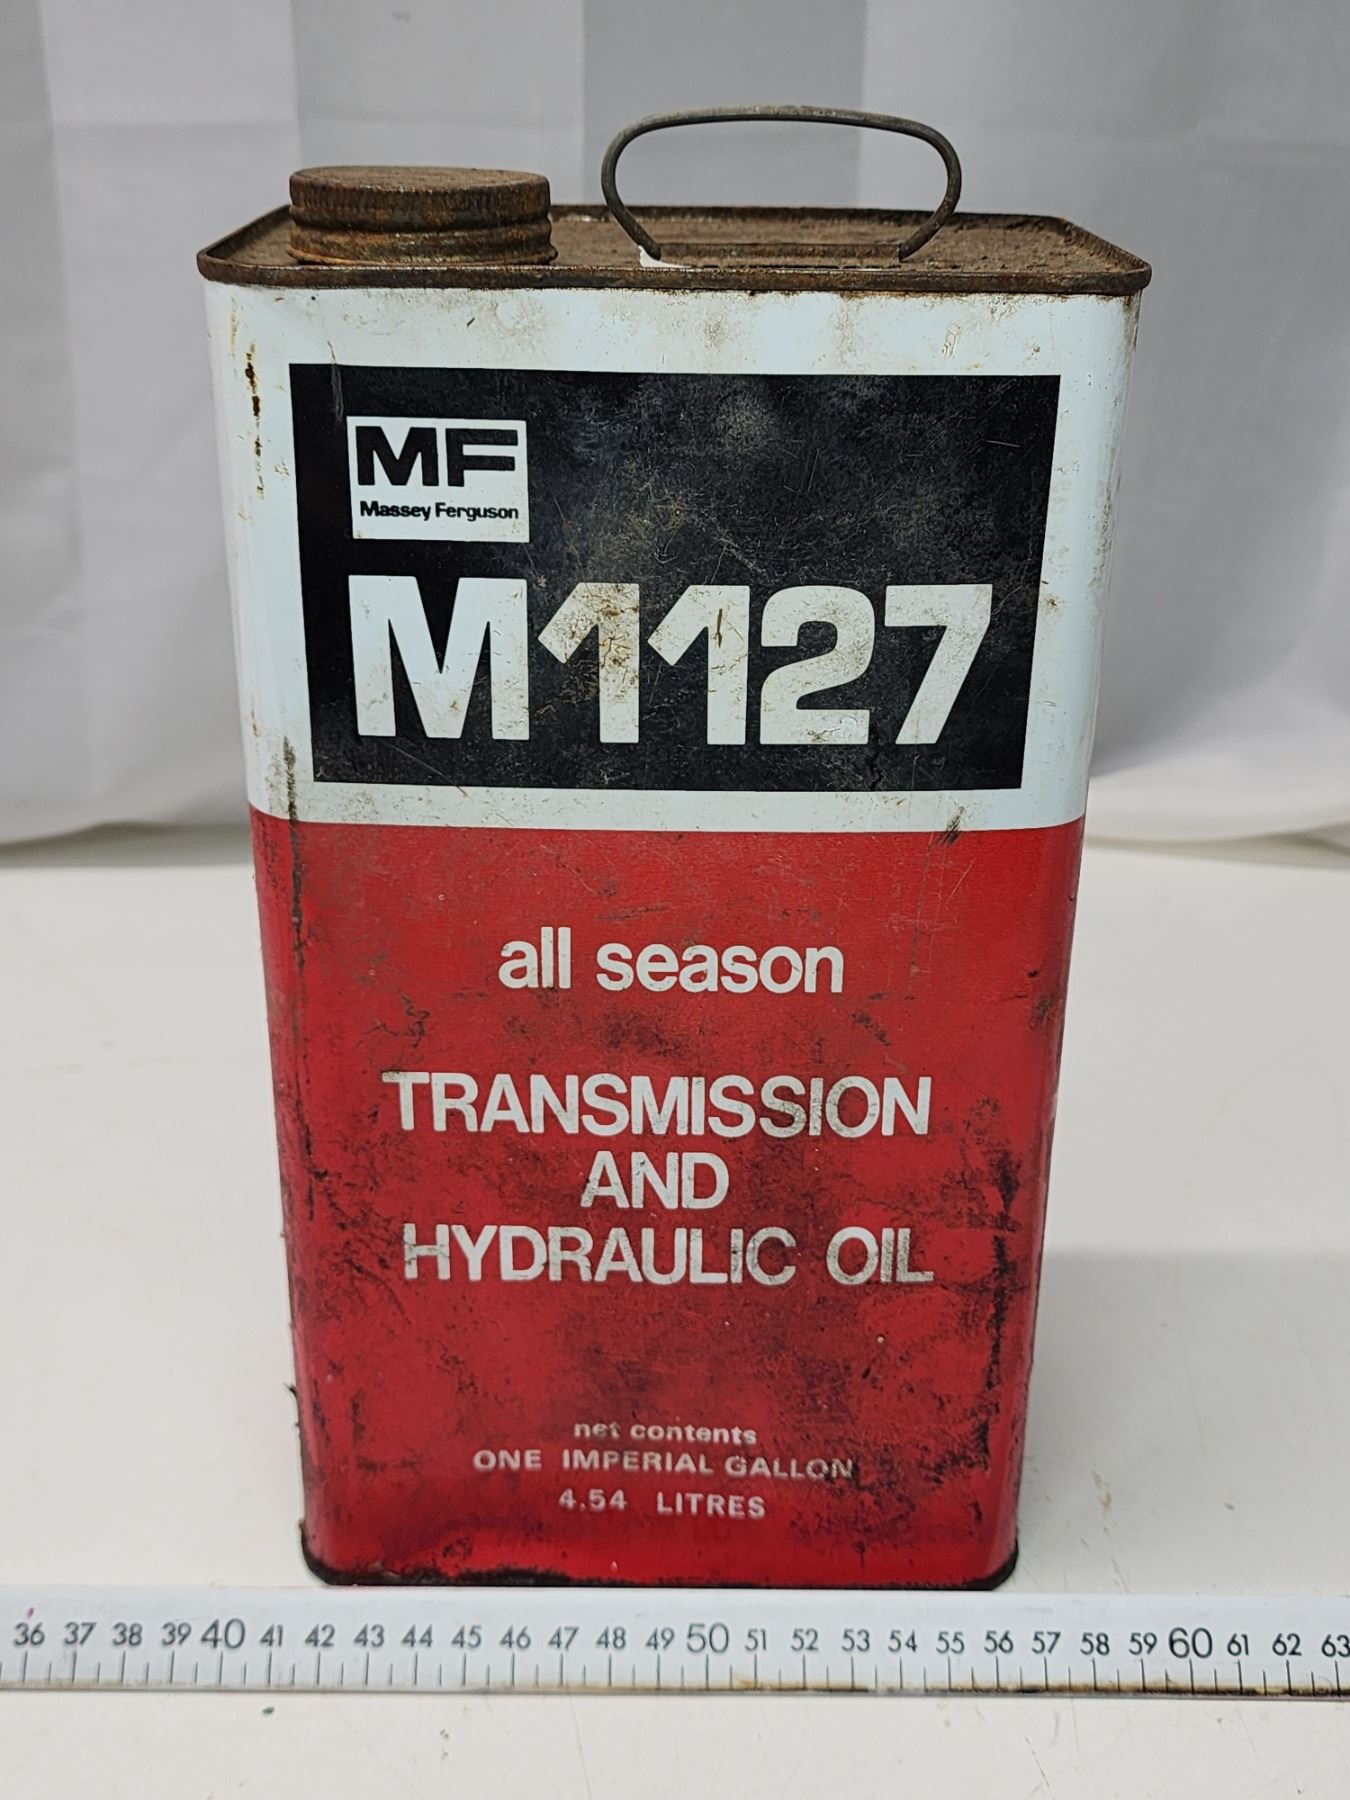 MF
Massey Ferguson
M1127
all season
TRANSMISSION
AND
HYDRAULIC OIL
net contents
ONE IMPERIAL GALLON
4.54 LITRES
36 37 38 39 40 41 42 43 44 45 46 47 48 49 50 51 52 53 54 55 56 57 58 59 60 61 62 63